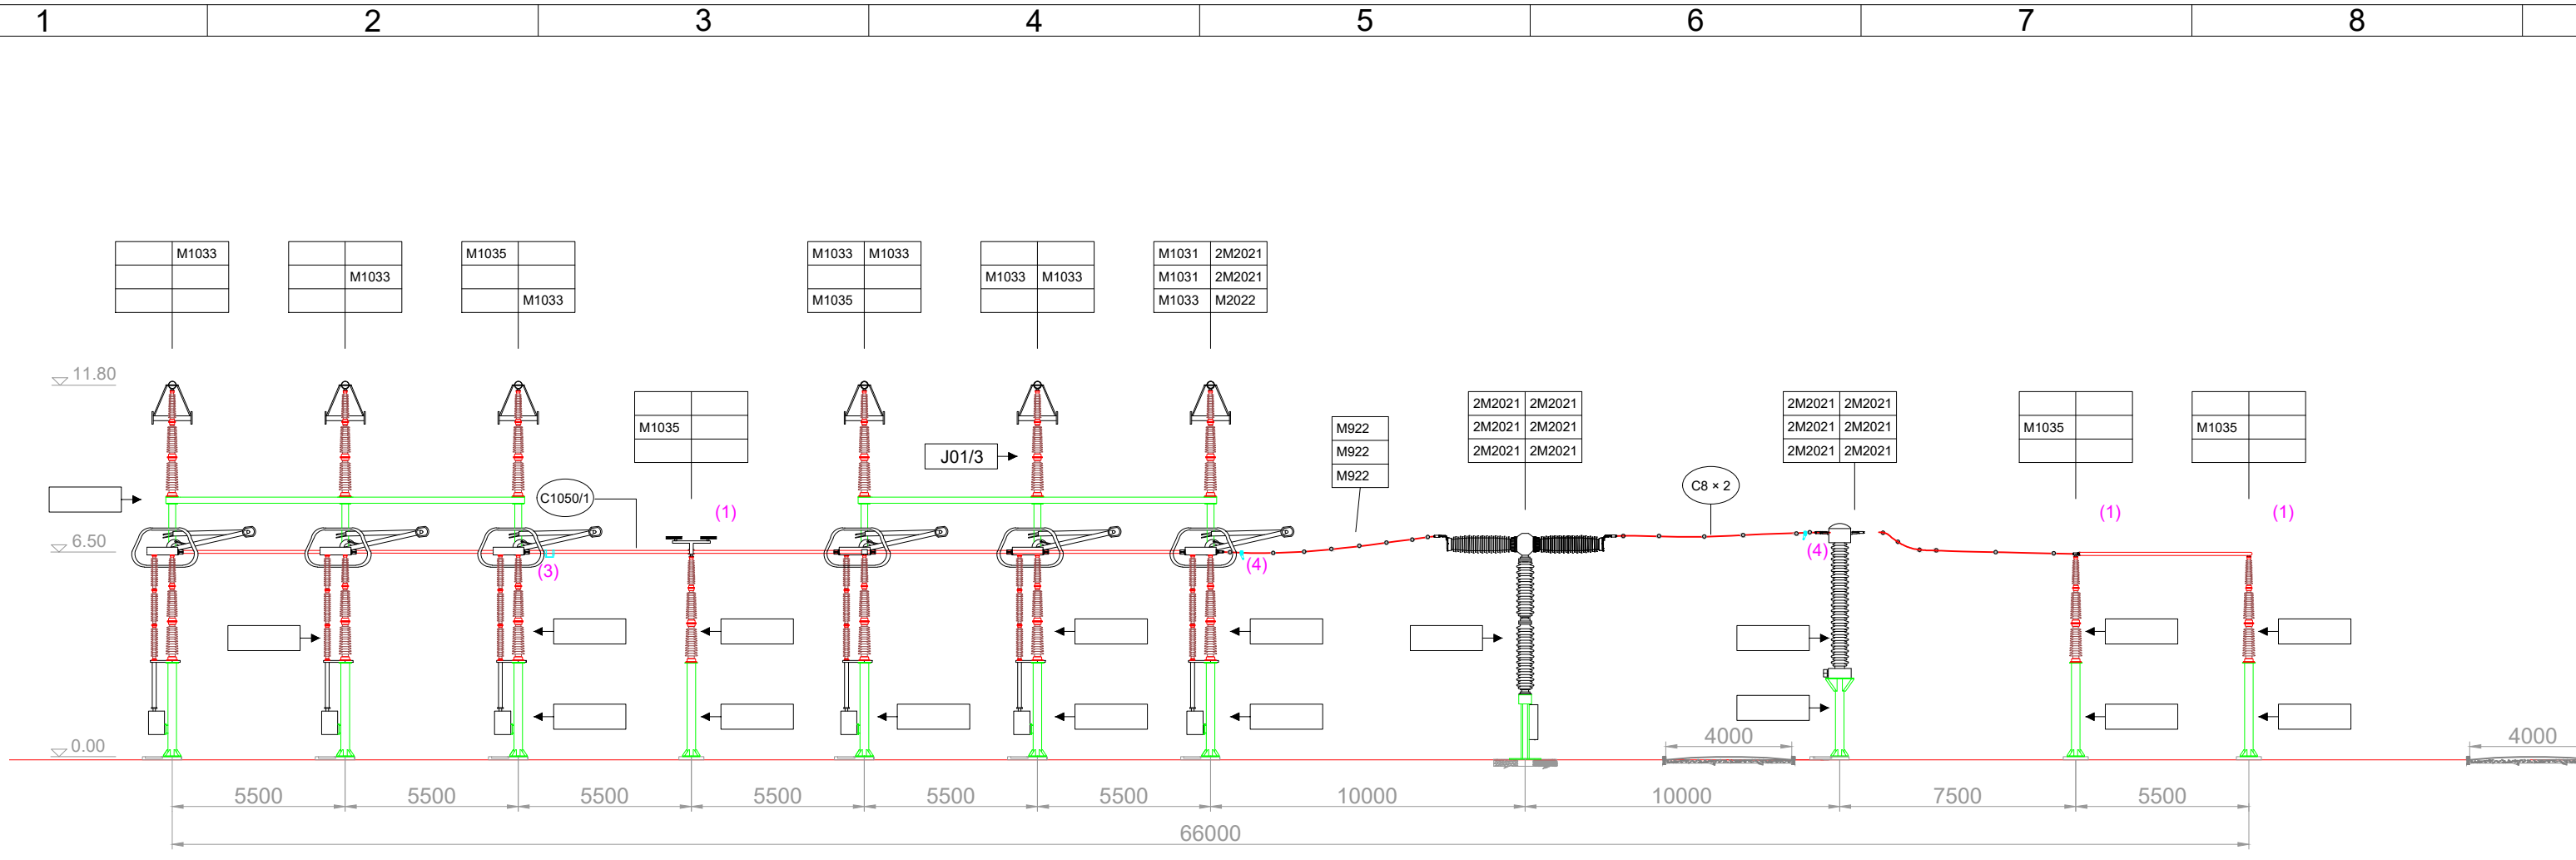 1 2 3 4 5 6 7 8
M1033 M1035 M1033 M1033 M1031 2M2021
M1033 M1033 M1033 M1031 2M2021
M1033 M1035 M1033 M2022
11.80
2M2021 2M2021 2M2021 2M2021
M1035 M922 2M2021 2M2021 2M2021 2M2021 M1035 M1035
J01/3 M922 2M2021 2M2021 2M2021 2M2021
M922
C1050/1 C8 × 2
(1) (1) (1)
6.50
(3) (4) (4)
0.00 4000 4000
5500 5500 5500 5500 5500 5500 10000 10000 7500 5500
66000